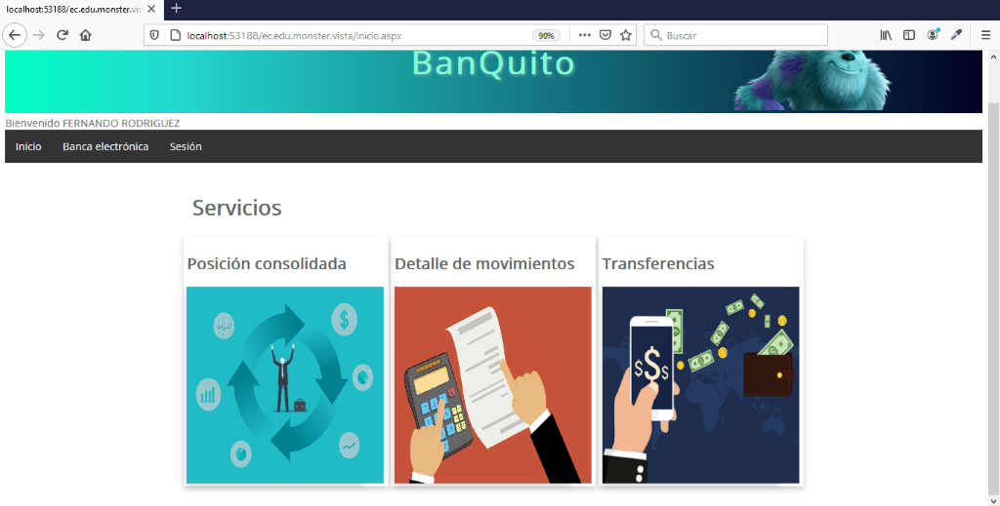 localhost:53188/ec.edu.monster.vis
localhost:53188/ec.edu.monster.vista/inicio.aspx
90%
Buscar
BanQuito
Bienvenido FERNANDO RODRIGUEZ
Inicio Banca electrónica Sesión
Servicios
Posición consolidada Detalle de movimientos Transferencias
$
$ $ $